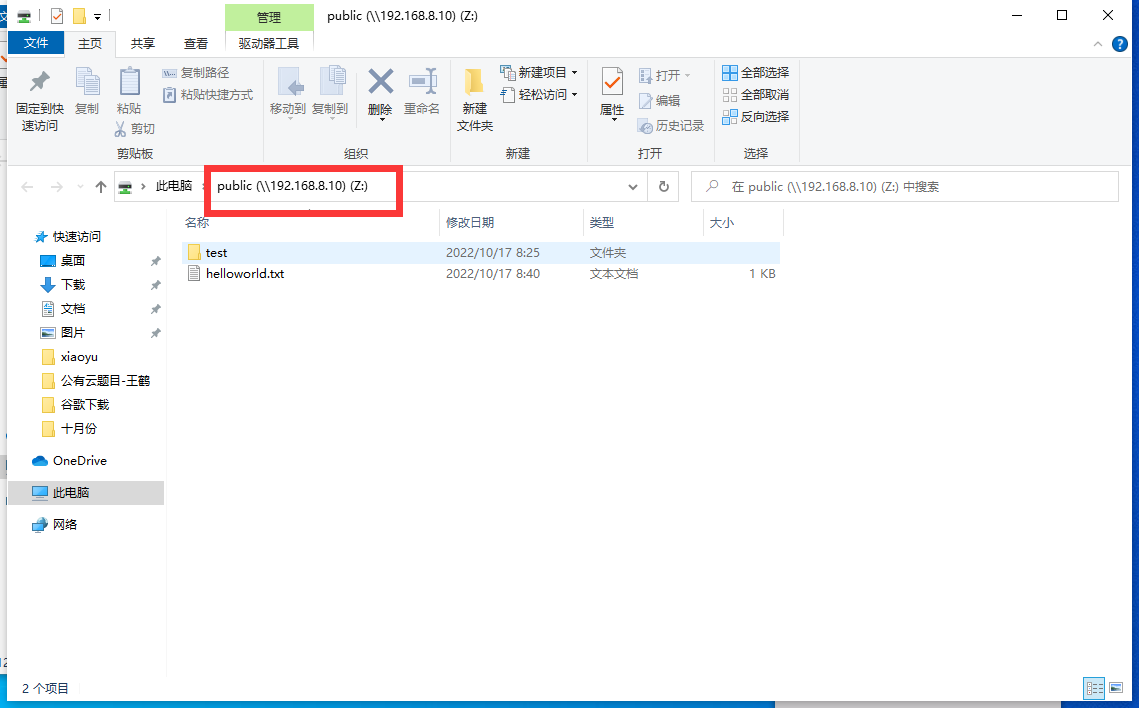 管理
public (\\192.168.8.10) (Z:)
文件
主页
共享
查看
驱动器工具
固定到快
速访问
复制
粘贴
复制路径
粘贴快捷方式
剪切
剪贴板
移动到
复制到
删除
重命名
组织
新建
文件夹
新建项目
轻松访问
新建
属性
打开
编辑
历史记录
打开
全部选择
全部取消
反向选择
选择
此电脑
public (\\192.168.8.10) (Z:)
在 public (\\192.168.8.10) (Z:) 中搜索
名称
修改日期
类型
大小
test
2022/10/17 8:25
文件夹
helloworld.txt
2022/10/17 8:40
文本文档
1 KB
快速访问
桌面
下载
文档
图片
xiaoyu
公有云题目-王鹤
谷歌下载
十月份
OneDrive
此电脑
网络
2 个项目